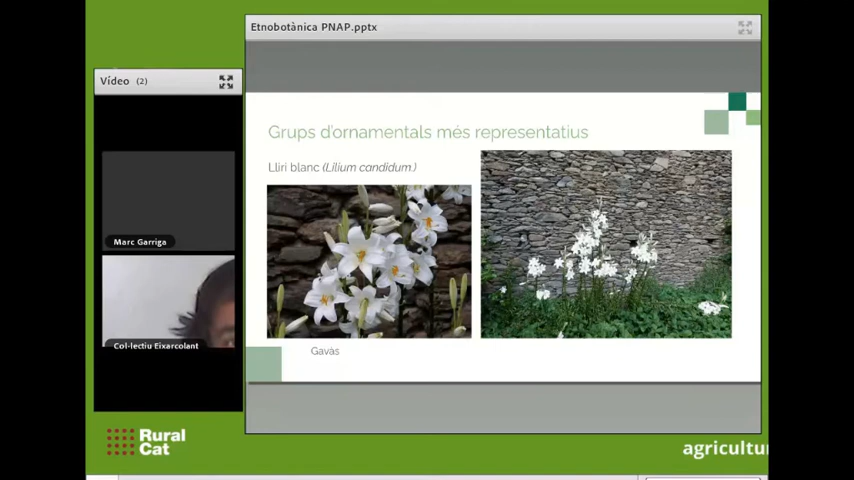 Etnobotànica PNAP.pptx
Vídeo (2)
Grups d'ornamentals més representatius
Lliri blanc (Lilium candidum.)
Marc Garriga
Col·lectiu Eixarcolant
Gavàs
Rural
Cat
agricultur